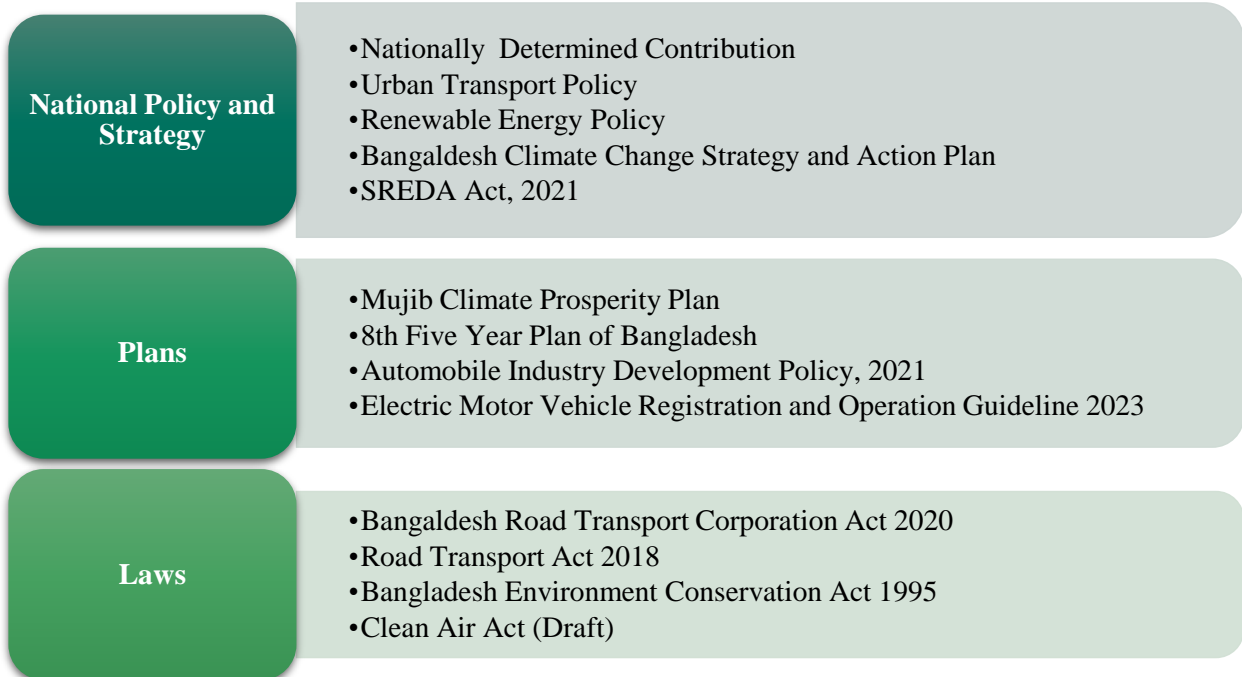 National Policy and
Strategy
•Nationally  Determined Contribution
•Urban Transport Policy
•Renewable Energy Policy
•Bangaldesh Climate Change Strategy and Action Plan
•SREDA Act, 2021
Plans
•Mujib Climate Prosperity Plan
•8th Five Year Plan of Bangladesh
•Automobile Industry Development Policy, 2021
•Electric Motor Vehicle Registration and Operation Guideline 2023
Laws
•Bangaldesh Road Transport Corporation Act 2020
•Road Transport Act 2018
•Bangladesh Environment Conservation Act 1995
•Clean Air Act (Draft)